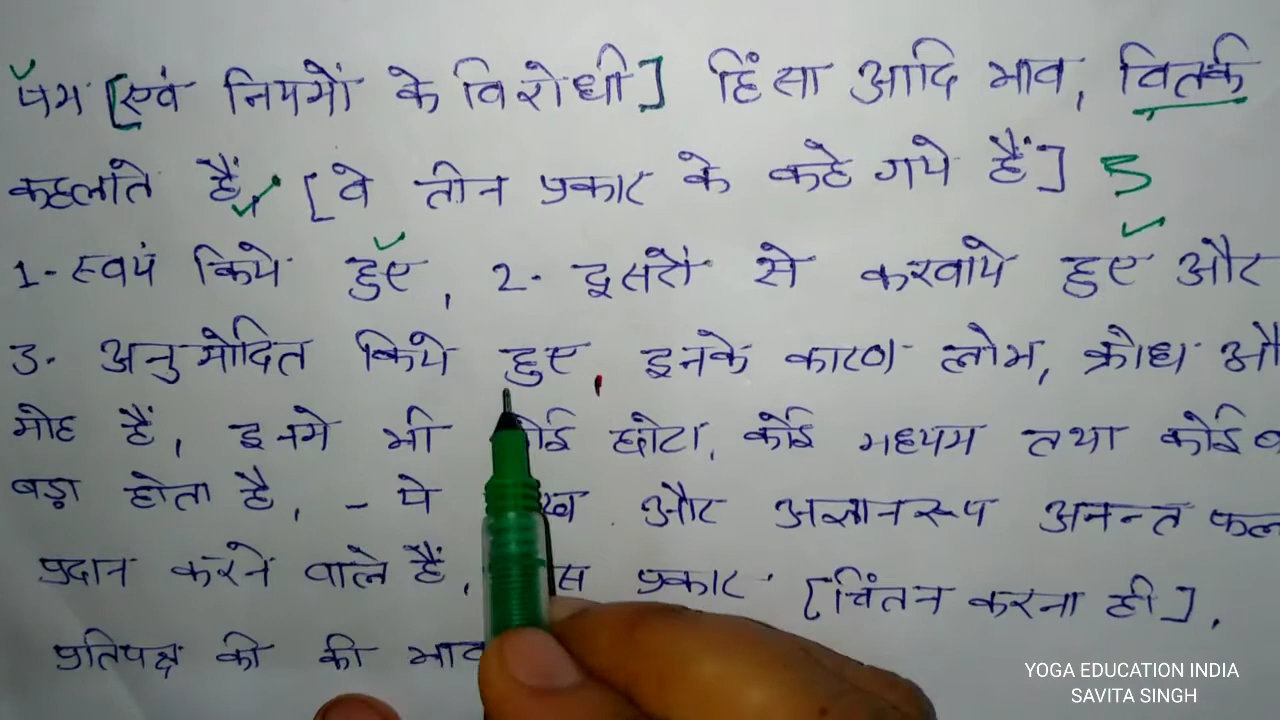 यम [एवं नियमों के विरोधी] हिंसा आदि भाव, वितर्क
कहलाते हैं, [वे तीन प्रकार के कहे गये हैं] 5
1- स्वयं किये हुए, 2- दूसरों से करवाये हुए और
3- अनुमोदित किये हुए, इनके कारण लोभ, क्रोध औ
मोह हैं, इनमे भी छोटा, कोई मध्यम तथा कोई
बड़ा होता है, - ये और अज्ञानरूप अनन्त फल
प्रदान करने वाले हैं, प्रकार [चिंतन करना ही],
प्रतिपक्ष की की
YOGA EDUCATION INDIA
SAVITA SINGH